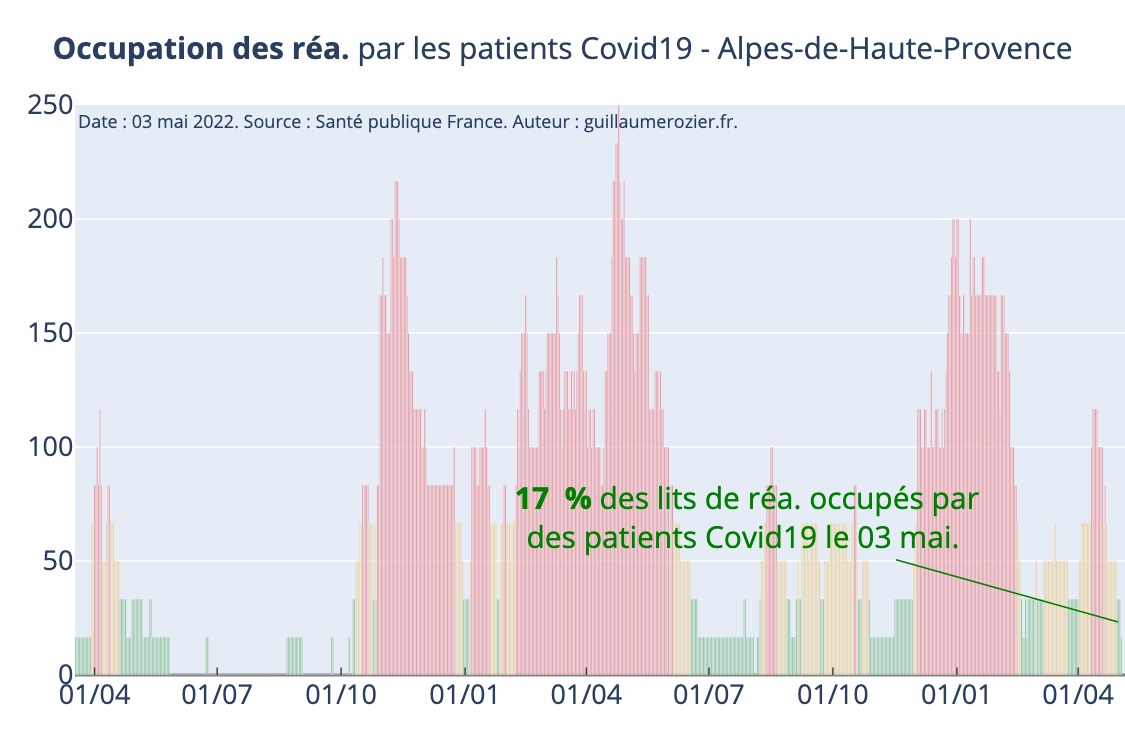 Occupation des réa. par les patients Covid19 - Alpes-de-Haute-Provence
250
Date : 03 mai 2022. Source : Santé publique France. Auteur : guillaumerozier.fr.
200
150
100
17 % des lits de réa. occupés par
des patients Covid19 le 03 mai.
50
0
01/04 01/07 01/10 01/01 01/04 01/07 01/10 01/01 01/04